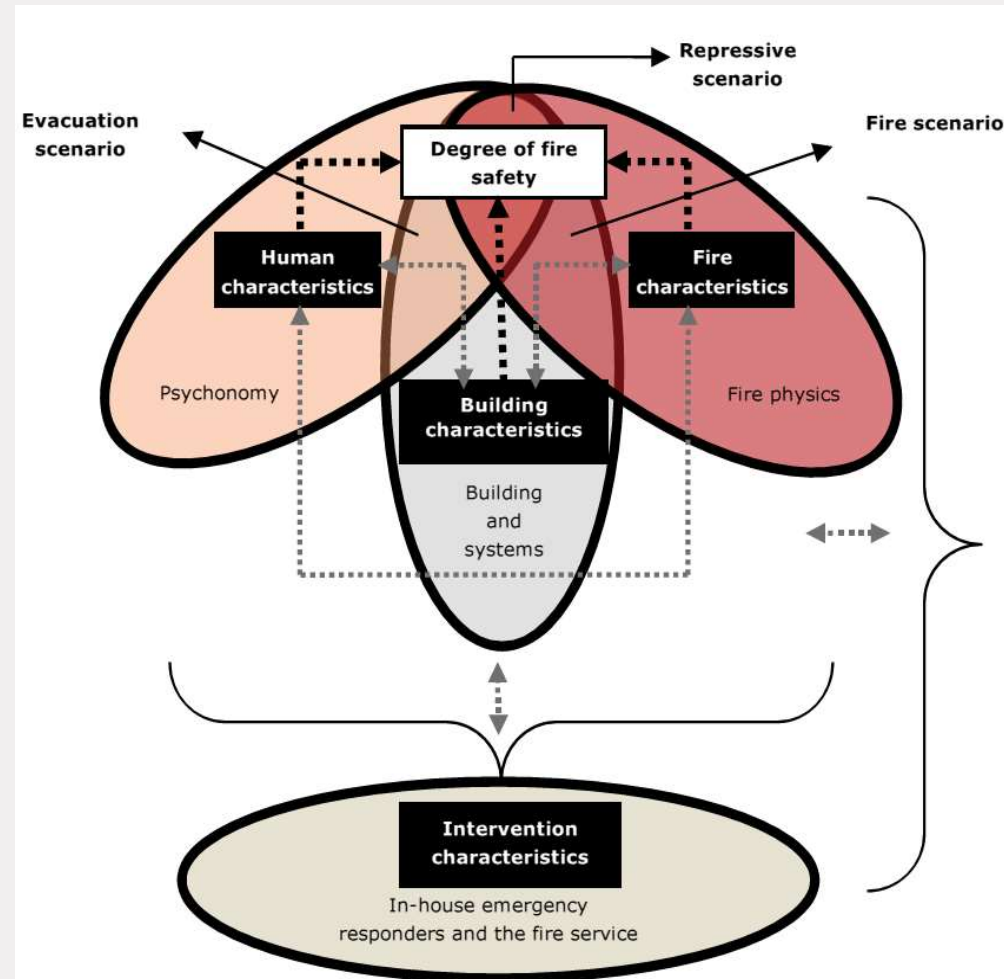 Repressive
scenario
Evacuation
scenario
Fire scenario
Degree of fire
safety
Human
characteristics
Fire
characteristics
Psychonomy
Fire physics
Building
characteristics
Building
and
systems
Intervention
characteristics
In-house emergency
responders and the fire service